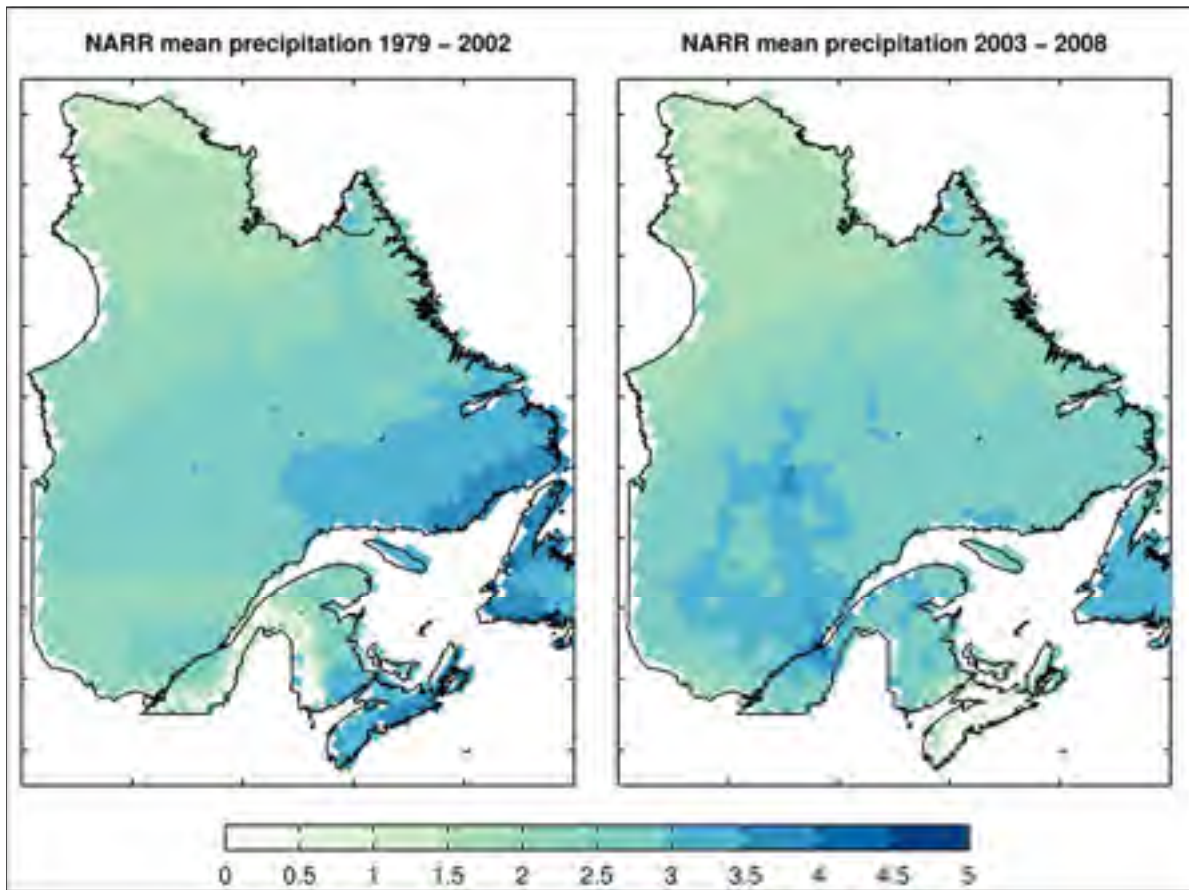 NARR mean precipitation 1979 – 2002
NARR mean precipitation 2003 – 2008
0 0.5 1 1.5 2 2.5 3 3.5 4 4.5 5